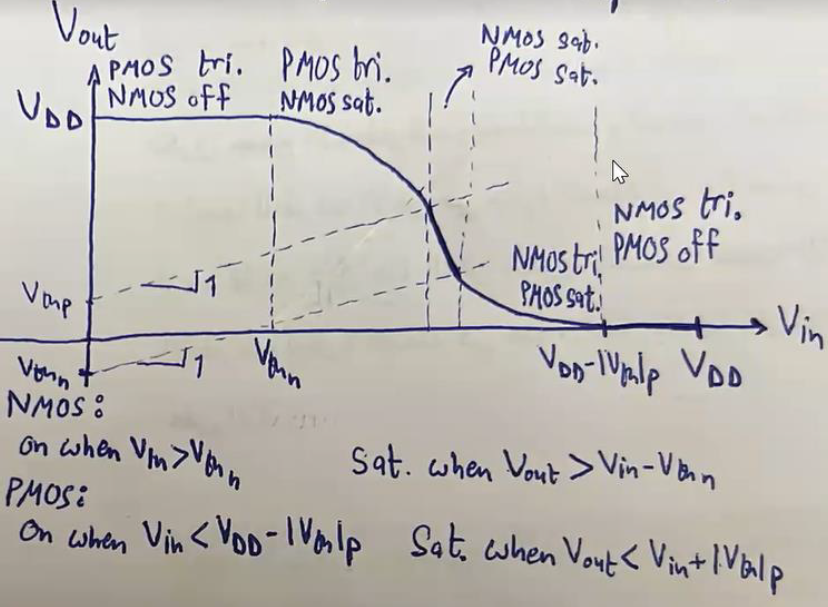 Vout
NMOS sat.
PMOS sat.
PMOS tri.
NMOS off
PMOS tri.
NMOS sat.
VDD
NMOS tri.
PMOS off
NMOS tri.
PMOS sat.
Vthp
1
Vin
Vthn
1
Vthn
VDD-|Vth|p
VDD
NMOS:
on when Vin>Vthn
Sat. when Vout > Vin-Vthn
PMOS:
On when Vin < VDD-|Vth|p
Sat. when Vout < Vin+|Vth|p